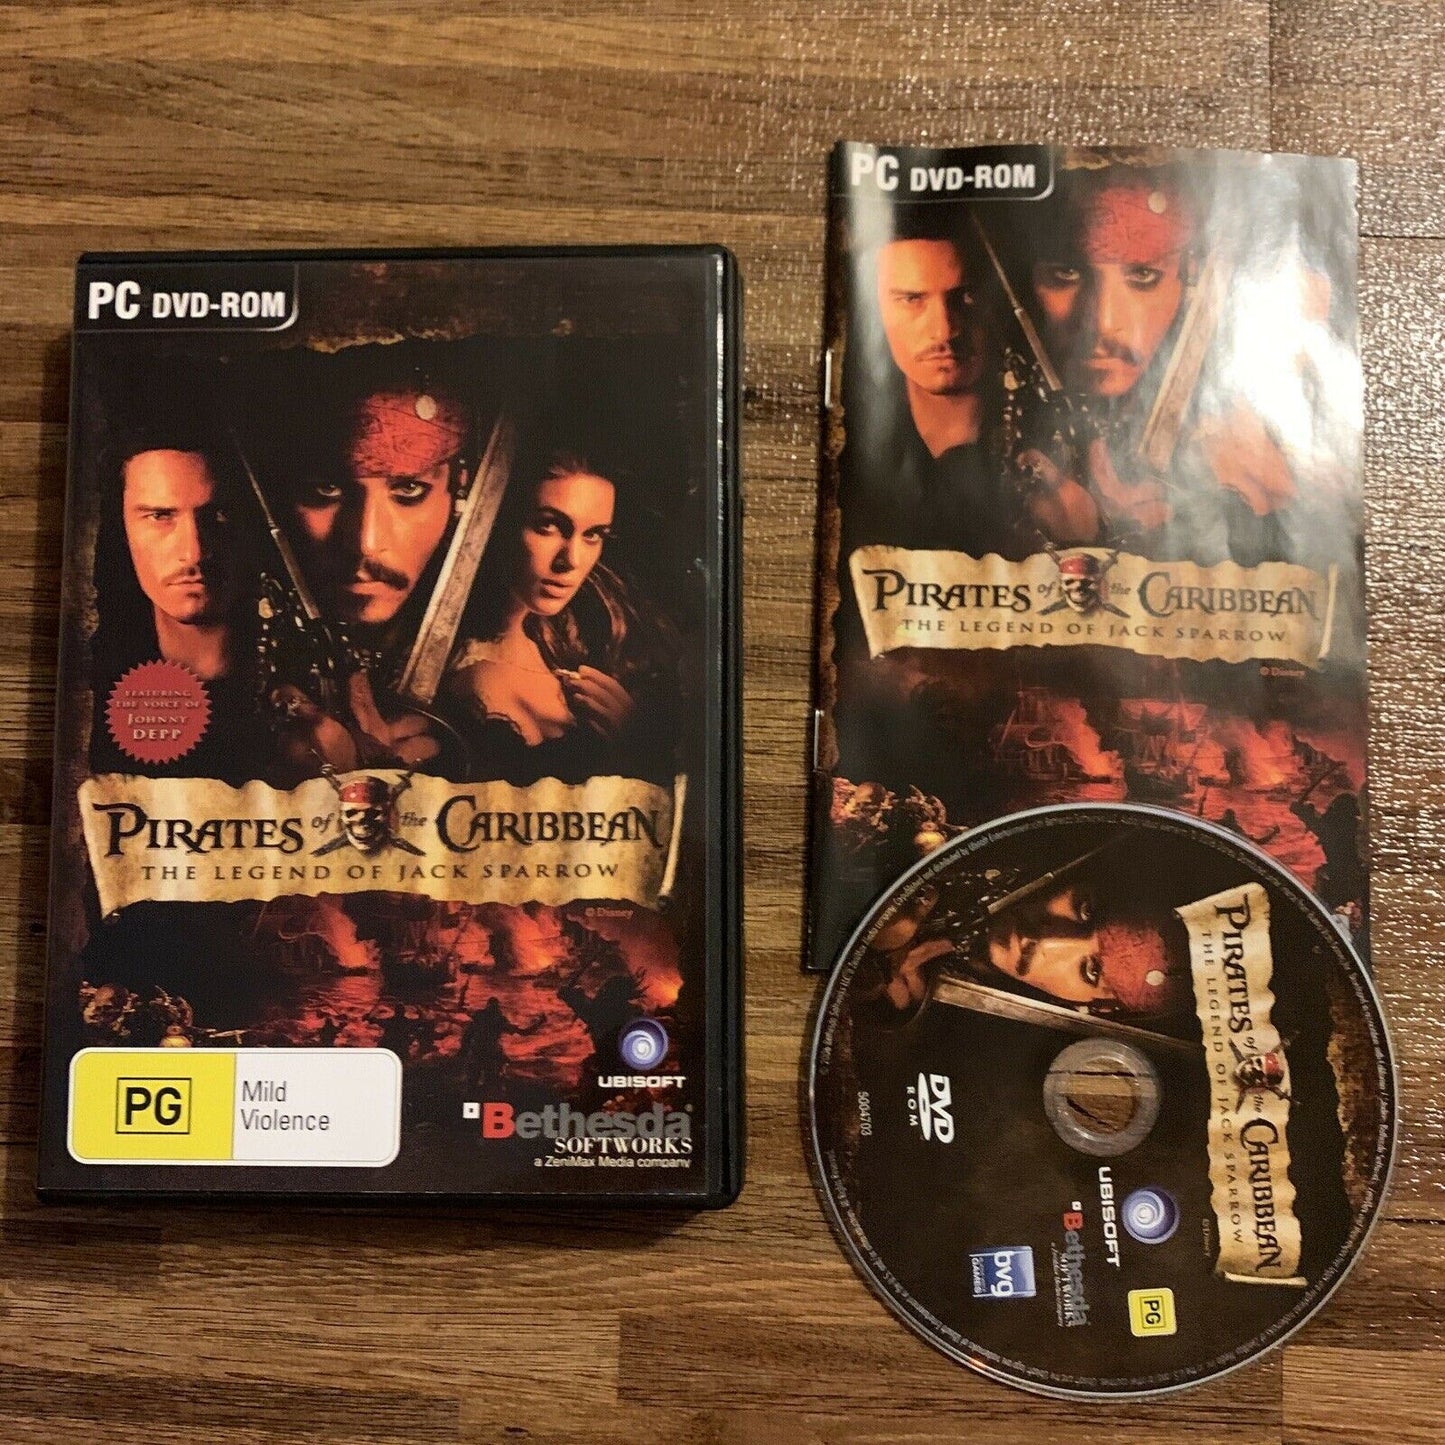 PC DVD-ROM
FEATURING
THE VOICE OF
JOHNNY
DEPP
PIRATES of the CARIBBEAN
THE LEGEND OF JACK SPARROW
© Disney
PG
Mild
Violence
UBISOFT
Bethesda
SOFTWORKS
a ZeniMax Media company
PC DVD-ROM
PIRATES of the CARIBBEAN
THE LEGEND OF JACK SPARROW
© Disney
PIRATES of the CARIBBEAN
THE LEGEND OF JACK SPARROW
DVD
ROM
5004703
UBISOFT
Bethesda
SOFTWORKS
bvg
GAMES
PG